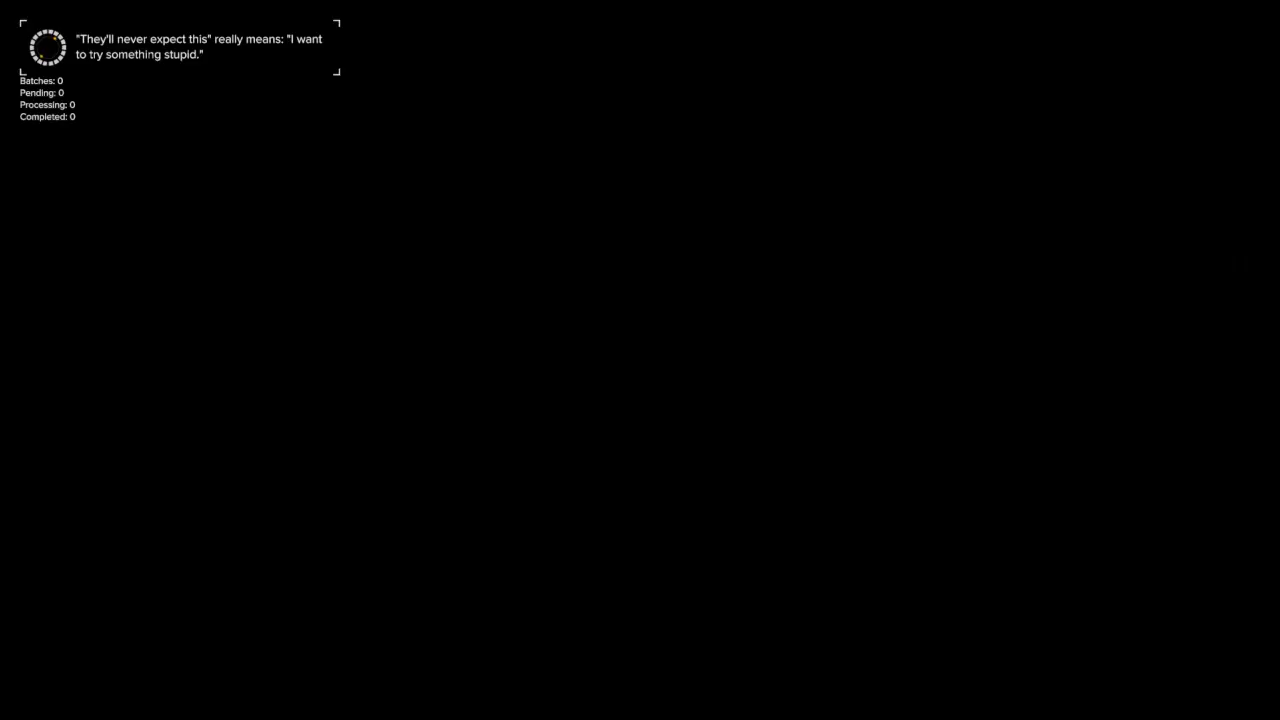 "They'll never expect this" really means: "I want
to try something stupid."
Batches: 0
Pending: 0
Processing: 0
Completed: 0